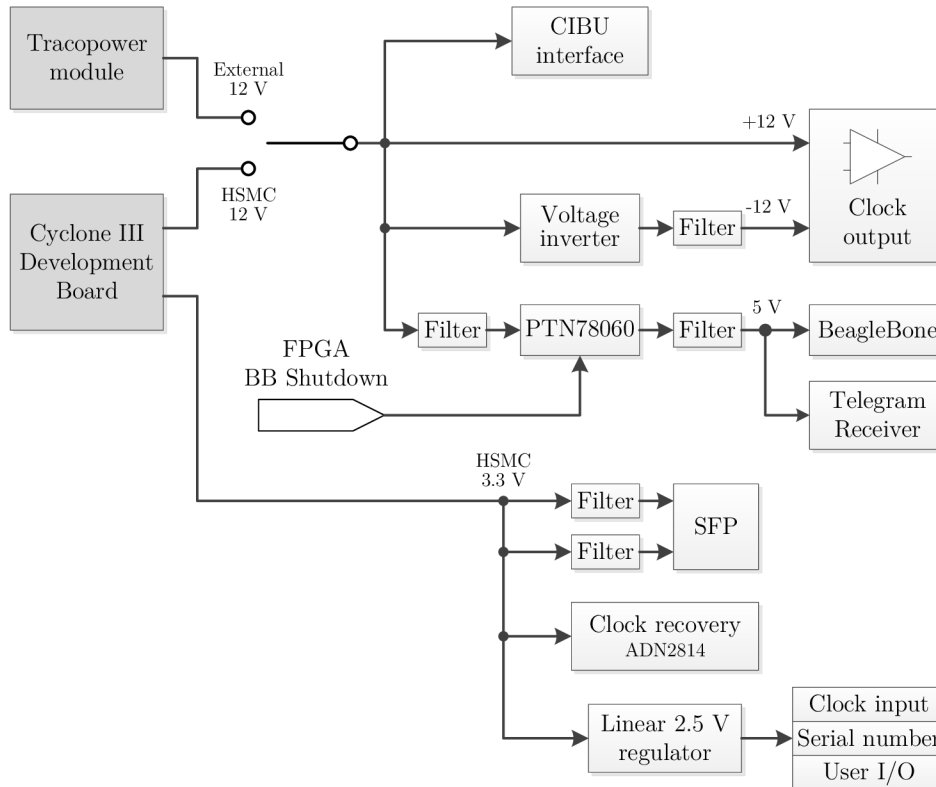 Tracopower
module
External
12 V
HSMC
12 V
Cyclone III
Development
Board
CIBU
interface
+12 V
Clock
output
Voltage
inverter
Filter
-12 V
Filter
PTN78060
Filter
5 V
BeagleBone
FPGA
BB Shutdown
Telegram
Receiver
HSMC
3.3 V
Filter
SFP
Filter
Clock recovery
ADN2814
Linear 2.5 V
regulator
Clock input
Serial number
User I/O